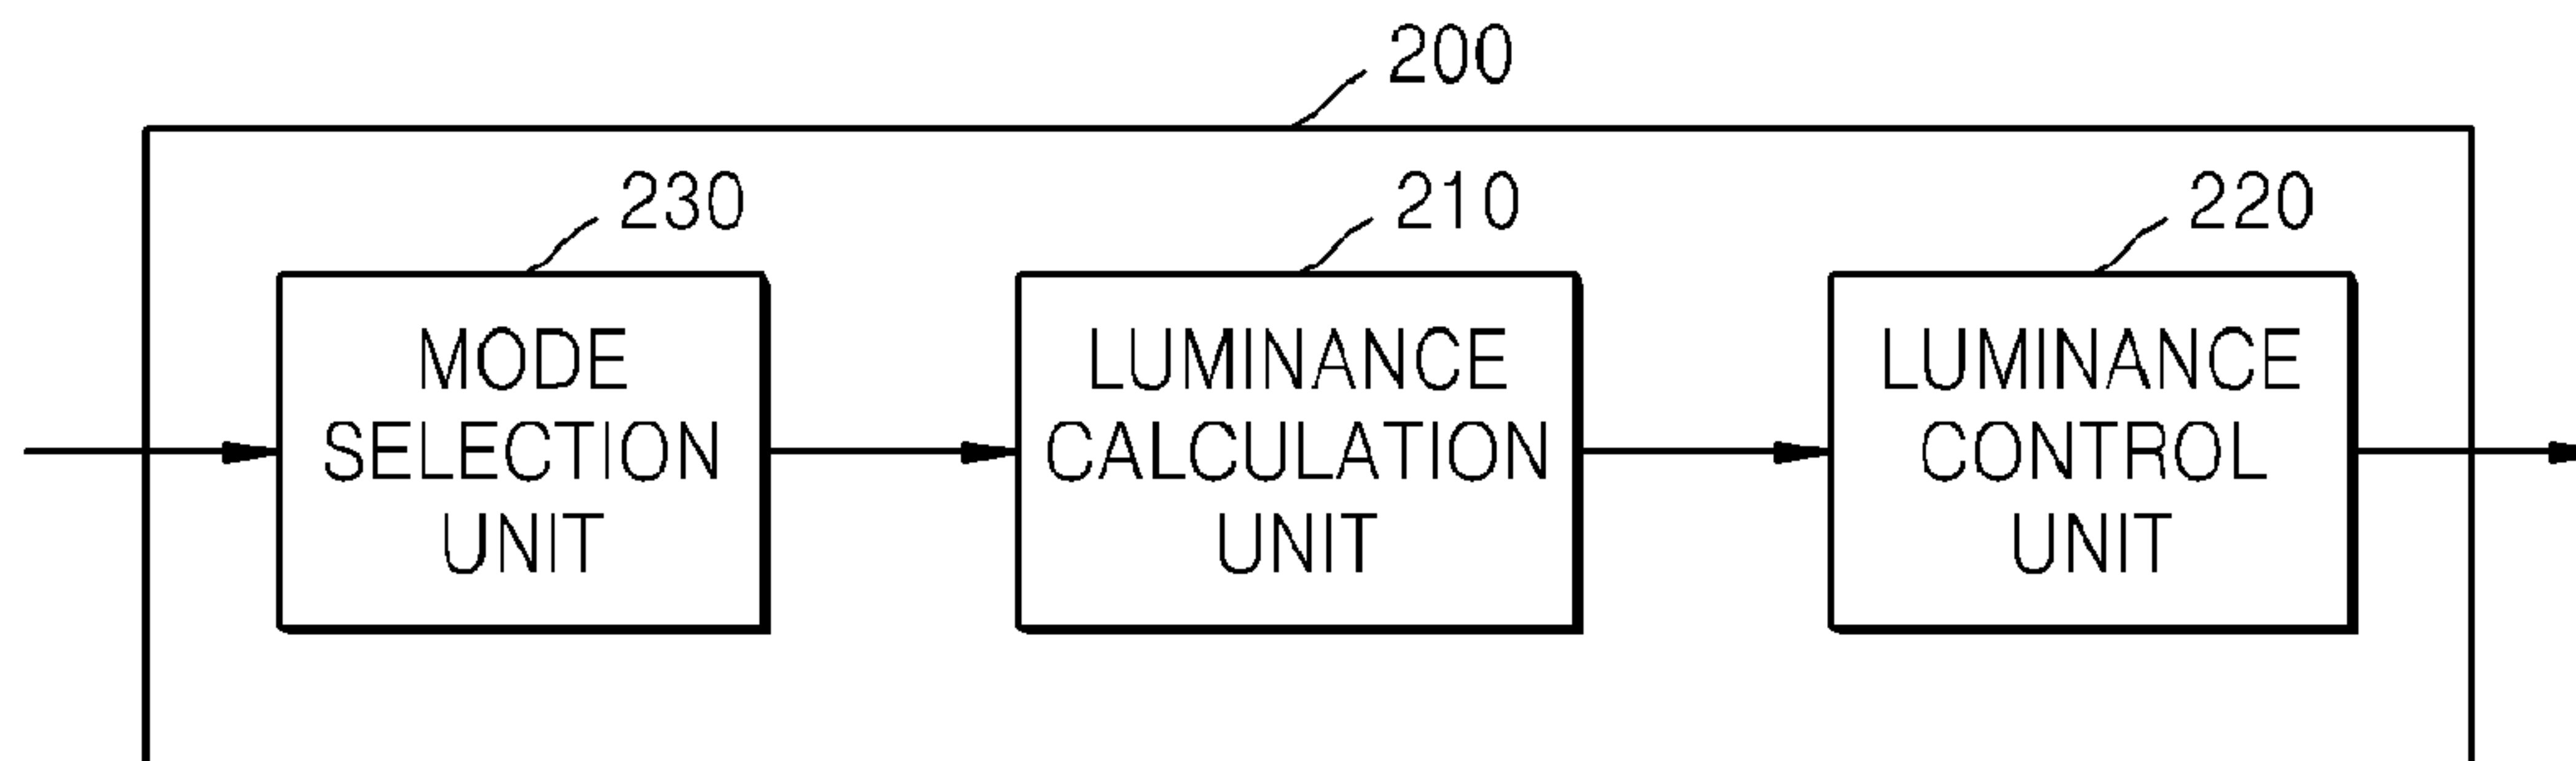 200
230
210
220
MODE
SELECTION
UNIT
LUMINANCE
CALCULATION
UNIT
LUMINANCE
CONTROL
UNIT